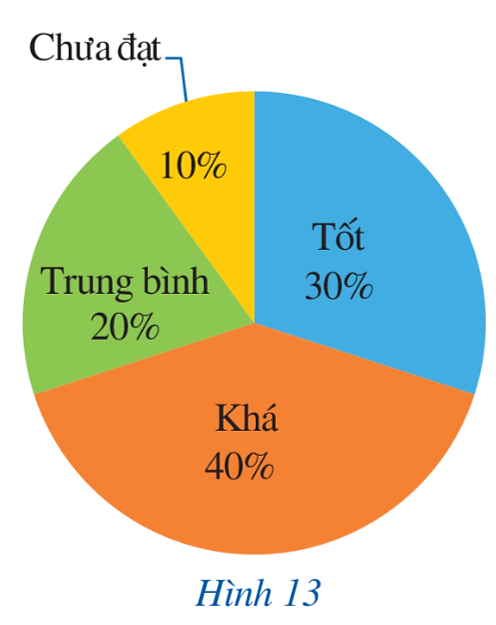 Chưa đạt
10%
Tốt
30%
Trung bình
20%
Khá
40%
Hình 13